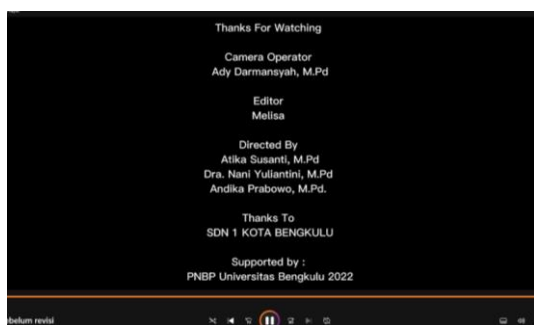 Thanks For Watching
Camera Operator
Ady Darmansyah, M.Pd
Editor
Melisa
Directed By
Atika Susanti, M.Pd
Dra. Nani Yuliantini, M.Pd
Andika Prabowo, M.Pd.
Thanks To
SDN 1 KOTA BENGKULU
Supported by :
PNBP Universitas Bengkulu 2022
belum revisi